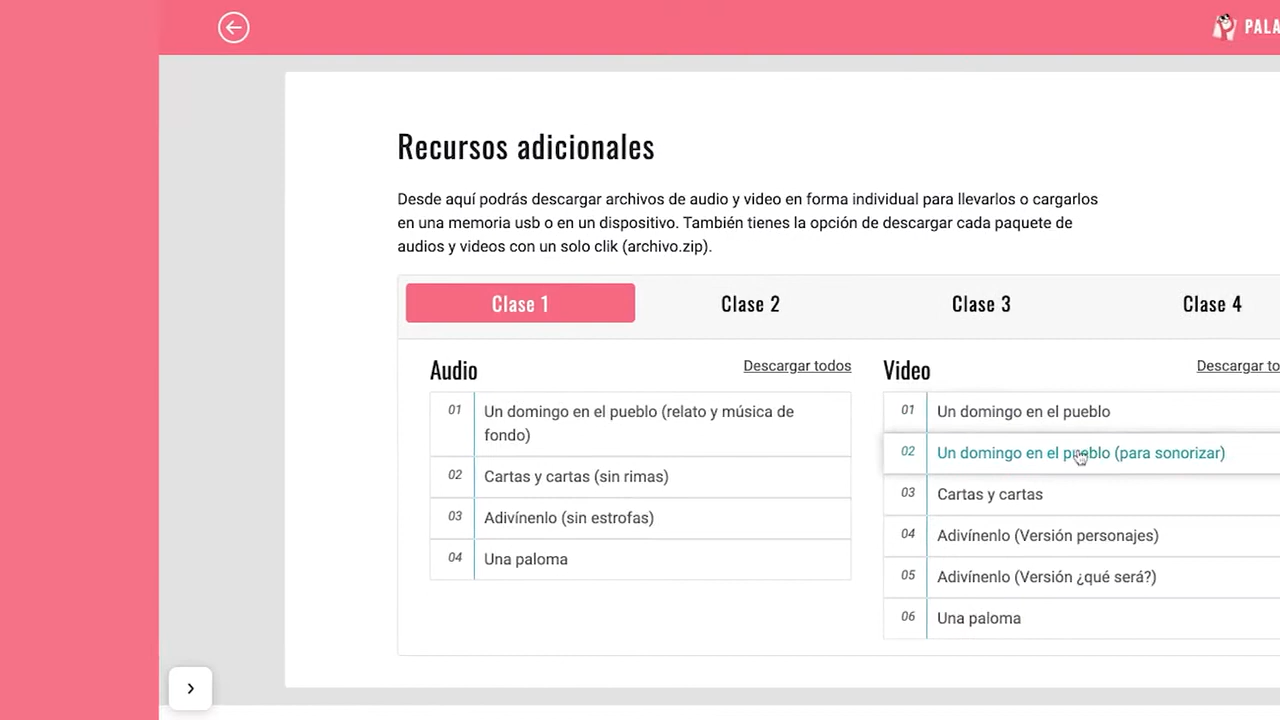 PALA
Recursos adicionales
Desde aquí podrás descargar archivos de audio y video en forma individual para llevarlos o cargarlos
en una memoria usb o en un dispositivo. También tienes la opción de descargar cada paquete de
audios y videos con un solo clik (archivo.zip).
Clase 1
Clase 2
Clase 3
Clase 4
Audio
Descargar todos
01 Un domingo en el pueblo (relato y música de
fondo)
02 Cartas y cartas (sin rimas)
03 Adivínenlo (sin estrofas)
04 Una paloma
Video
Descargar to
01 Un domingo en el pueblo
02 Un domingo en el pueblo (para sonorizar)
03 Cartas y cartas
04 Adivínenlo (Versión personajes)
05 Adivínenlo (Versión ¿qué será?)
06 Una paloma